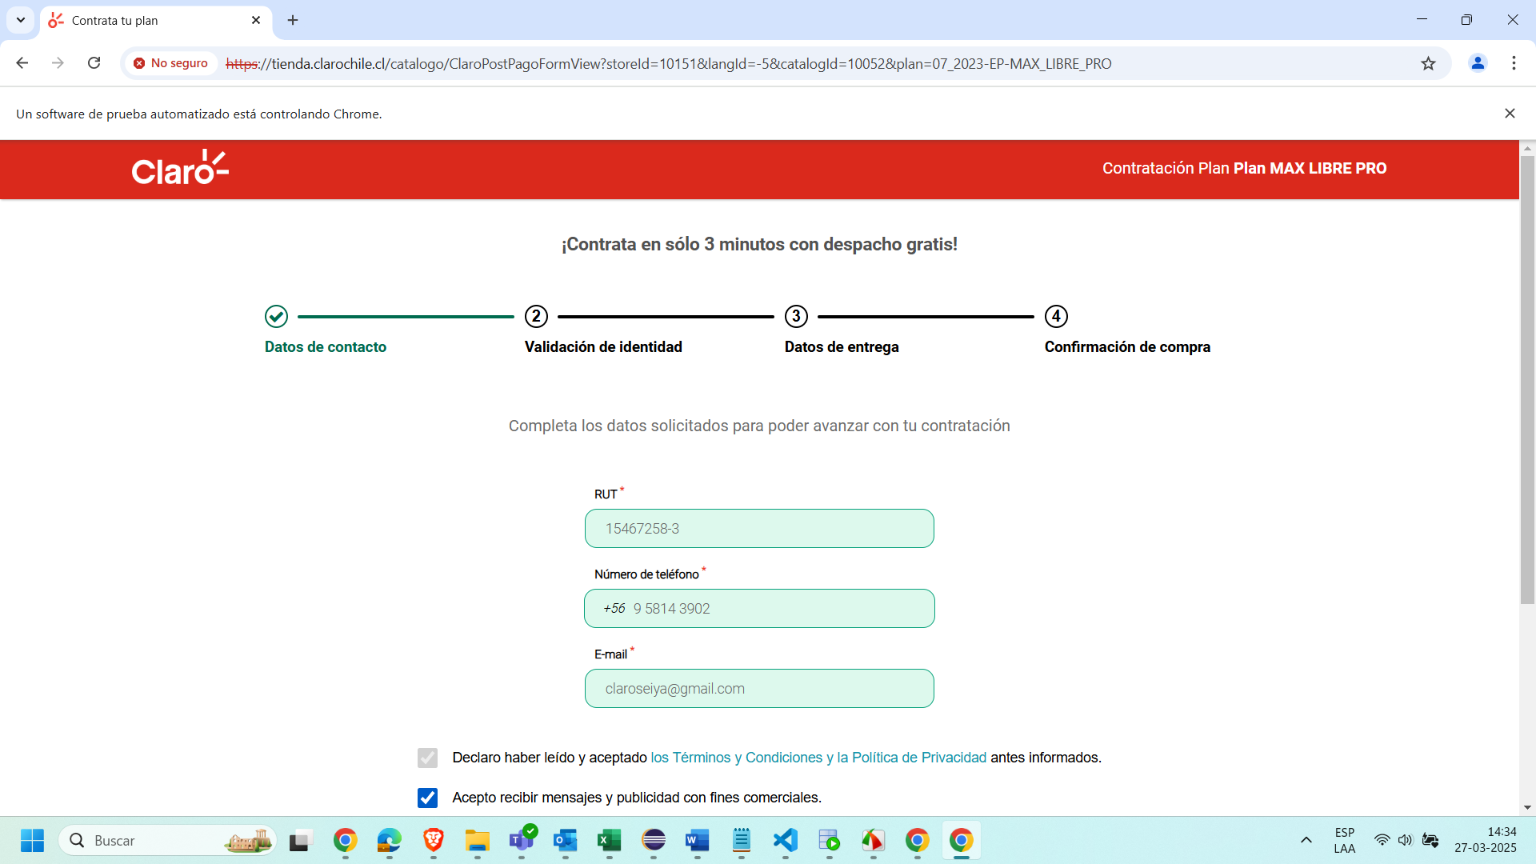 Contrata tu plan
No seguro
https://tienda.clarochile.cl/catalogo/ClaroPostPagoFormView?storeId=10151&langId=-5&catalogId=10052&plan=07_2023-EP-MAX_LIBRE_PRO
Un software de prueba automatizado está controlando Chrome.
Claro
Contratación Plan Plan MAX LIBRE PRO
¡Contrata en sólo 3 minutos con despacho gratis!
2 3 4
Datos de contacto Validación de identidad Datos de entrega Confirmación de compra
Completa los datos solicitados para poder avanzar con tu contratación
RUT *
15467258-3
Número de teléfono *
+56 9 5814 3902
E-mail *
claroseiya@gmail.com
Declaro haber leído y aceptado los Términos y Condiciones y la Política de Privacidad antes informados.
Acepto recibir mensajes y publicidad con fines comerciales.
Buscar
ESP
LAA
14:34
27-03-2025